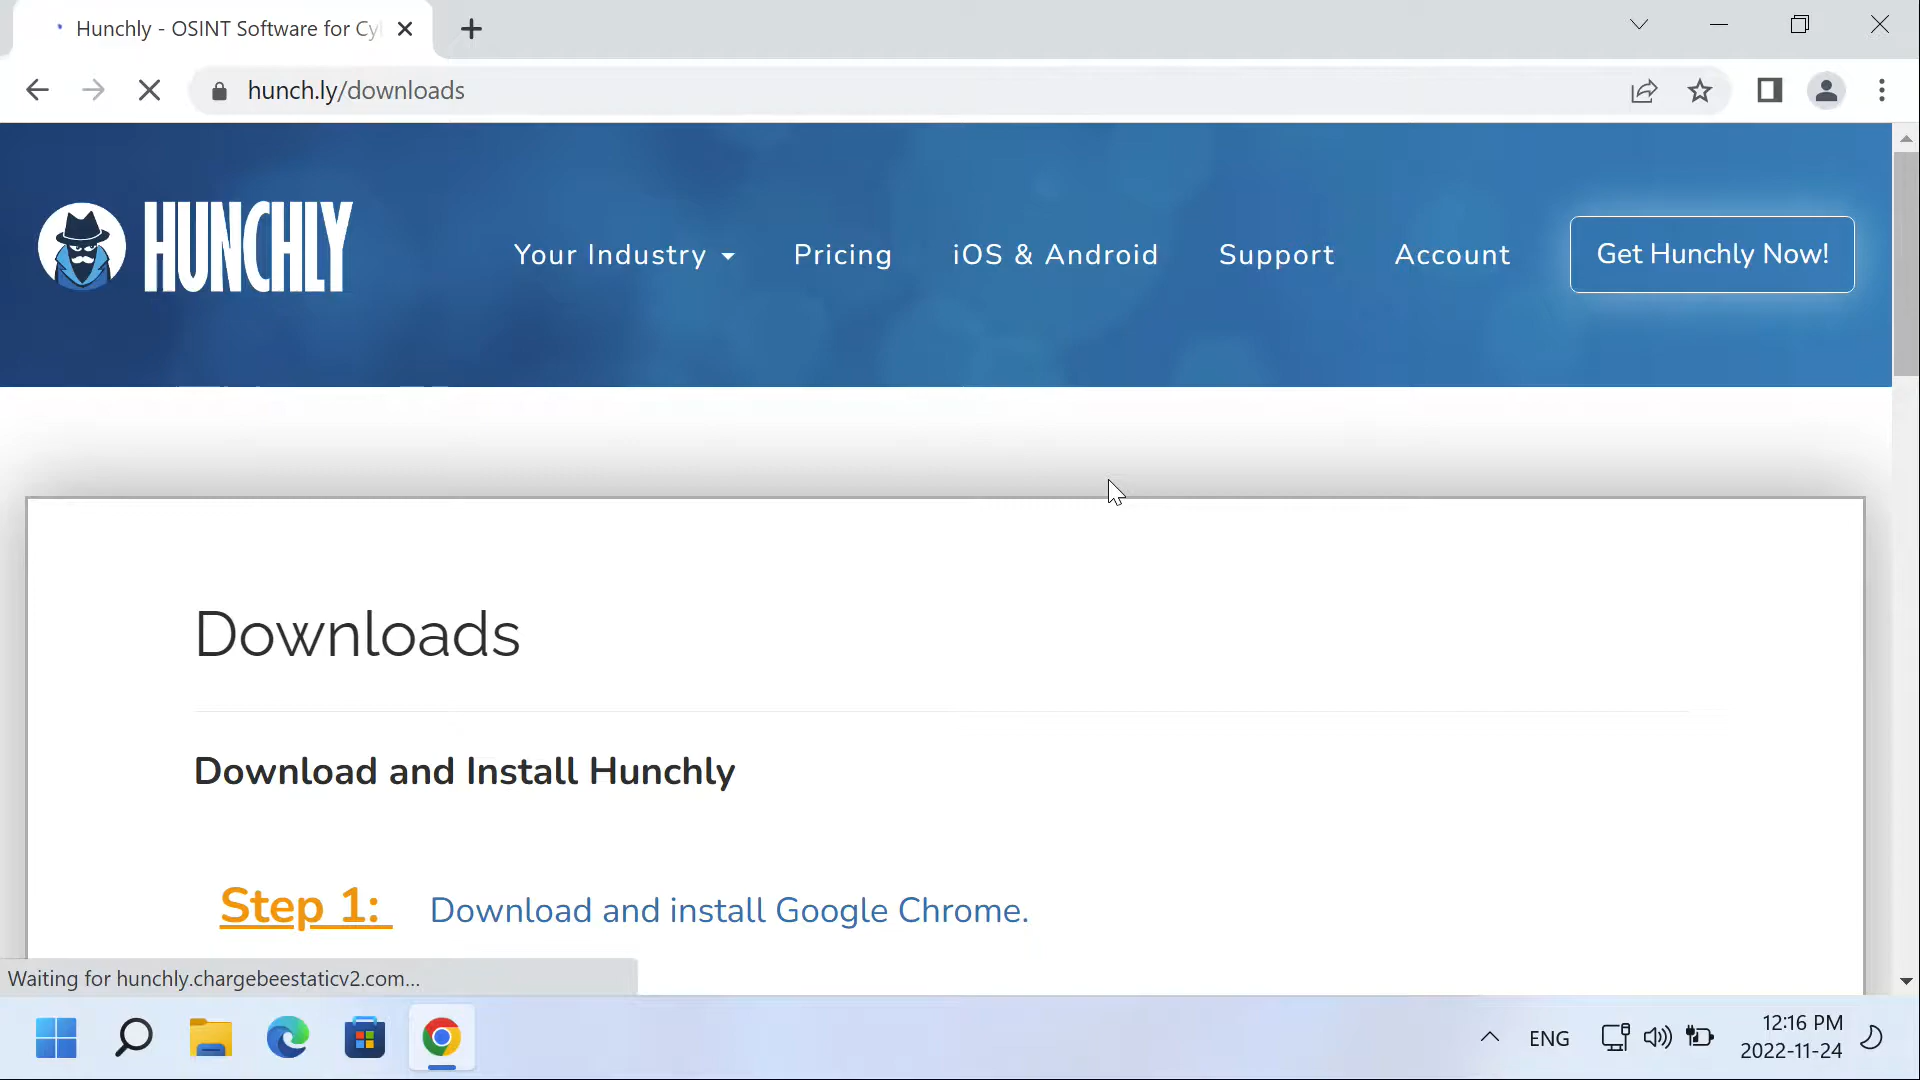 Hunchly - OSINT Software for Cy
hunch.ly/downloads
HUNCHLY
Your Industry
Pricing
iOS & Android
Support
Account
Get Hunchly Now!
Downloads
Download and Install Hunchly
Step 1:
Download and install Google Chrome.
Waiting for hunchly.chargebeestaticv2.com...
ENG
12:16 PM
2022-11-24